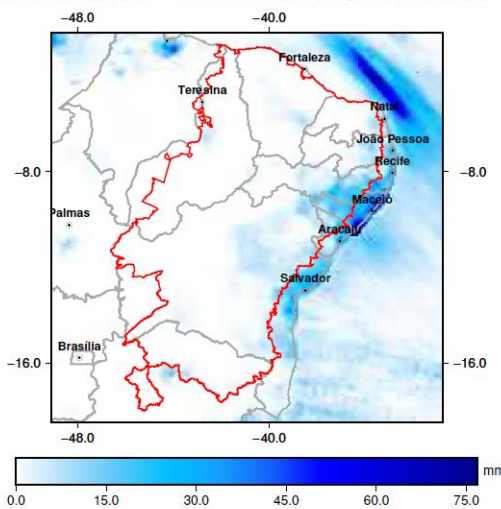 −48.0 −40.0
Fortaleza
Teresina
Natal
João Pessoa
Recife
−8.0 −8.0
Maceió
Palmas
Aracaju
Salvador
Brasília
−16.0 −16.0
−48.0 −40.0
mm
0.0 15.0 30.0 45.0 60.0 75.0